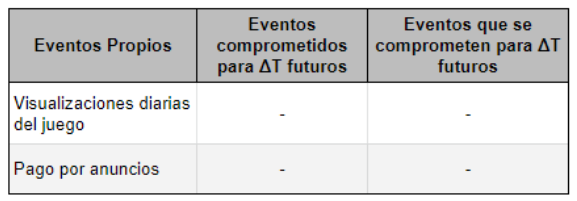 Eventos Propios
Eventos
comprometidos
para ΔT futuros
Eventos que se
comprometen para ΔT
futuros
Visualizaciones diarias
del juego
-
-
Pago por anuncios
-
-